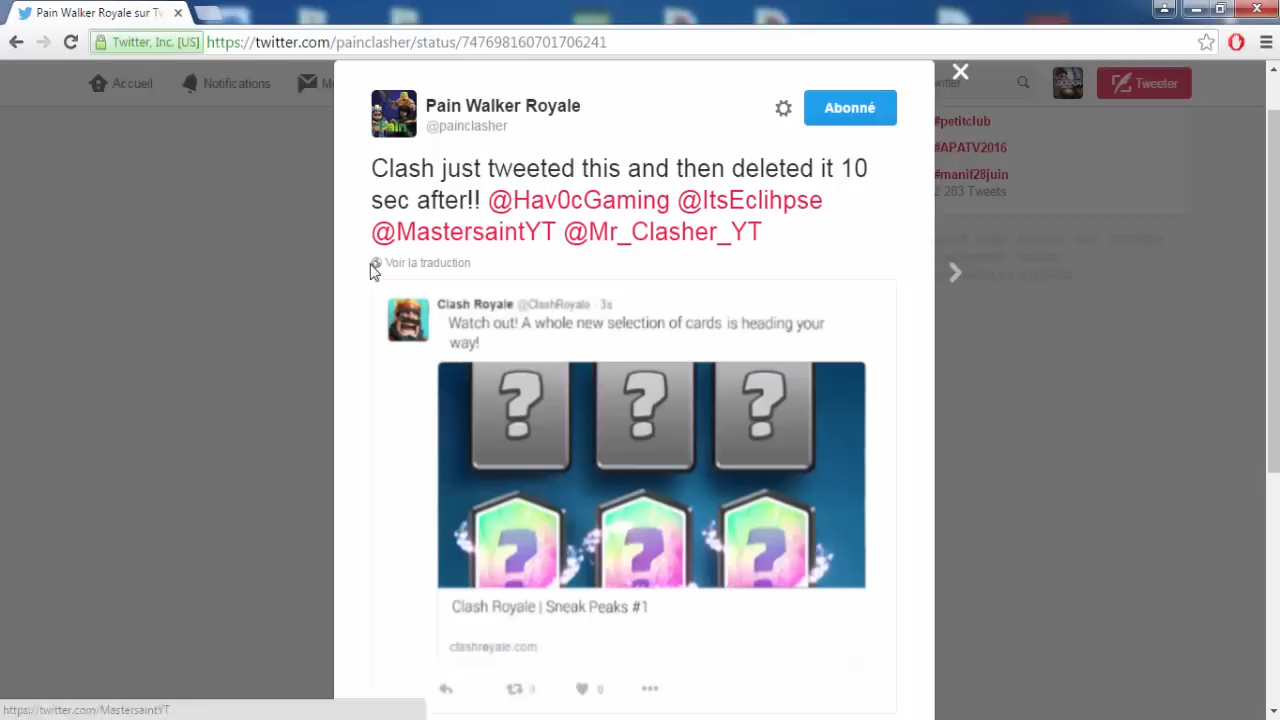 Pain Walker Royale sur Tw
Twitter, Inc. [US] https://twitter.com/painclasher/status/747698160701706241
Accueil Notifications Tweeter
Pain Walker Royale
@painclasher
Abonné
Clash just tweeted this and then deleted it 10
sec after!! @Hav0cGaming @ItsEclihpse
@MastersaintYT @Mr_Clasher_YT
Voir la traduction
Clash Royale @ClashRoyale · 3s
Watch out! A whole new selection of cards is heading your
way!
? ? ?
? ? ?
Clash Royale | Sneak Peaks #1
clashroyale.com
0 0
#petitclub
#APATV2016
#manif28juin
2 283 Tweets
https://twitter.com/MastersaintYT